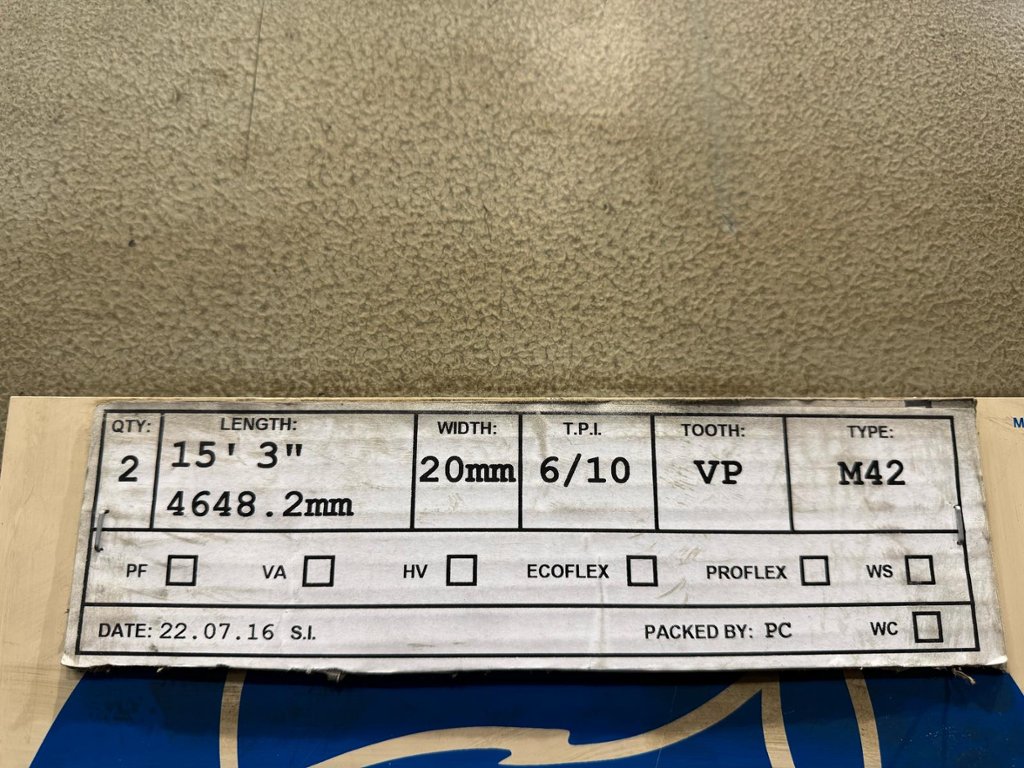 QTY: LENGTH: WIDTH: T.P.I. TOOTH: TYPE:
2 15' 3" 20mm 6/10 VP M42
4648.2mm
PF VA HV ECOFLEX PROFLEX WS
DATE: 22.07.16 S.I. PACKED BY: PC WC